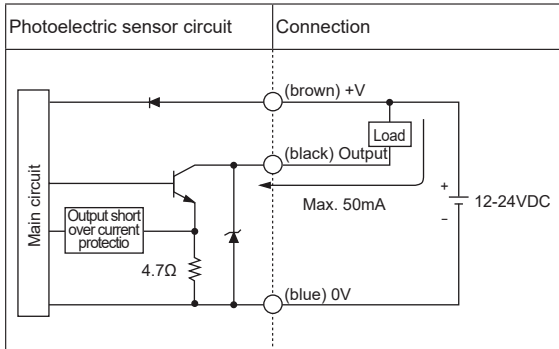 Photoelectric sensor circuit
Connection
(brown) +V
Load
(black) Output
Max. 50mA
+
12-24VDC
−
Main circuit
Output short
over current
protectio
4.7Ω
(blue) 0V